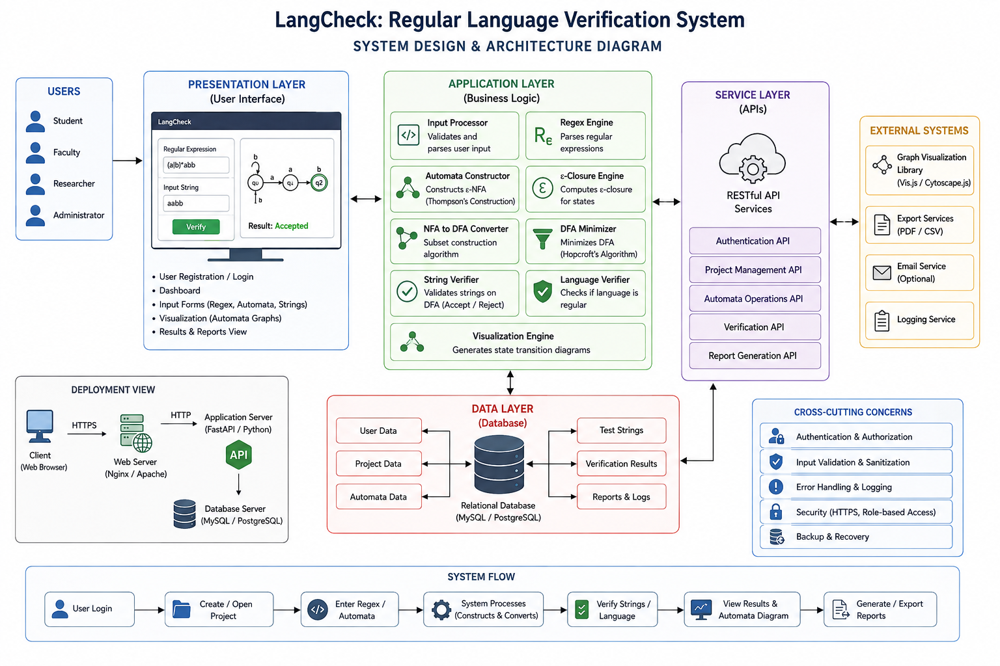 LangCheck: Regular Language Verification System
SYSTEM DESIGN & ARCHITECTURE DIAGRAM
USERS
Student
Faculty
Researcher
Administrator
PRESENTATION LAYER
(User Interface)
LangCheck
Regular Expression
(a|b)*abb
Input String
aabb
Verify
b
a
b
q0
a
q2
b
Result: Accepted
• User Registration / Login
• Dashboard
• Input Forms (Regex, Automata, Strings)
• Visualization (Automata Graphs)
• Results & Reports View
APPLICATION LAYER
(Business Logic)
</>
Input Processor
Validates and
parses user input
Rε
Regex Engine
Parses regular
expressions
Automata Constructor
Constructs ε-NFA
(Thompson's Construction)
ε
ε-Closure Engine
Computes ε-closure
for states
NFA to DFA Converter
Subset construction
algorithm
DFA Minimizer
Minimizes DFA
(Hopcroft's Algorithm)
String Verifier
Validates strings on
DFA (Accept / Reject)
Language Verifier
Checks if language is
regular
Visualization Engine
Generates state transition diagrams
SERVICE LAYER
(APIs)
RESTful API
Services
Authentication API
Project Management API
Automata Operations API
Verification API
Report Generation API
EXTERNAL SYSTEMS
Graph Visualization
Library
(Vis.js / Cytoscape.js)
Export Services
(PDF / CSV)
Email Service
(Optional)
Logging Service
DEPLOYMENT VIEW
Client
(Web Browser)
HTTPS
Web Server
(Nginx / Apache)
HTTP
Application Server
(FastAPI / Python)
API
Database Server
(MySQL / PostgreSQL)
DATA LAYER
(Database)
User Data
Project Data
Automata Data
Relational Database
(MySQL / PostgreSQL)
Test Strings
Verification Results
Reports & Logs
CROSS-CUTTING CONCERNS
Authentication & Authorization
Input Validation & Sanitization
Error Handling & Logging
Security (HTTPS, Role-based Access)
Backup & Recovery
SYSTEM FLOW
User Login
Create / Open
Project
</>
Enter Regex /
Automata
System Processes
(Constructs & Converts)
Verify Strings /
Language
View Results &
Automata Diagram
Generate / Export
Reports